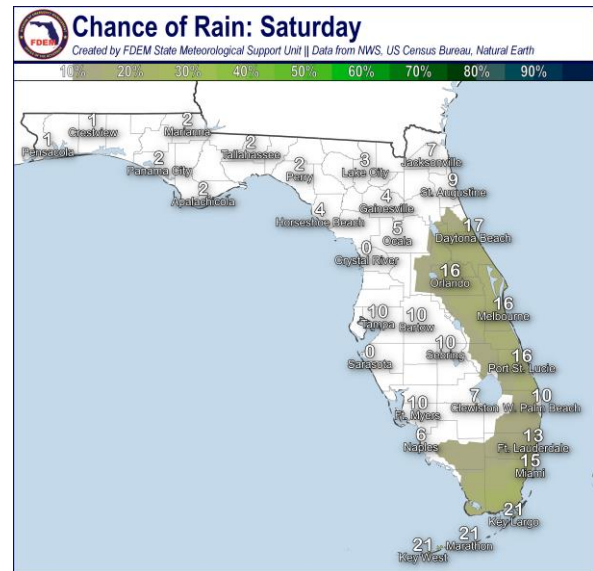 FDEM
Chance of Rain: Saturday
Created by FDEM State Meteorological Support Unit || Data from NWS, US Census Bureau, Natural Earth
10% 20% 30% 40% 50% 60% 70% 80% 90%
1
Crestview
2
Marianna
1
Pensacola
2
Tallahassee
7
Jacksonville
2
Panama City
2
Perry
3
Lake City
2
Apalachicola
9
St. Augustine
4
Gainesville
4
Horseshoe Beach
5
Ocala
17
Daytona Beach
0
Crystal River
16
Orlando
16
Melbourne
10
Tampa
10
Bartow
10
Sebring
0
Sarasota
16
Port St. Lucie
10
Ft. Myers
7
Clewiston
10
W. Palm Beach
6
Naples
13
Ft. Lauderdale
15
Miami
21
Key Largo
21
Marathon
21
Key West